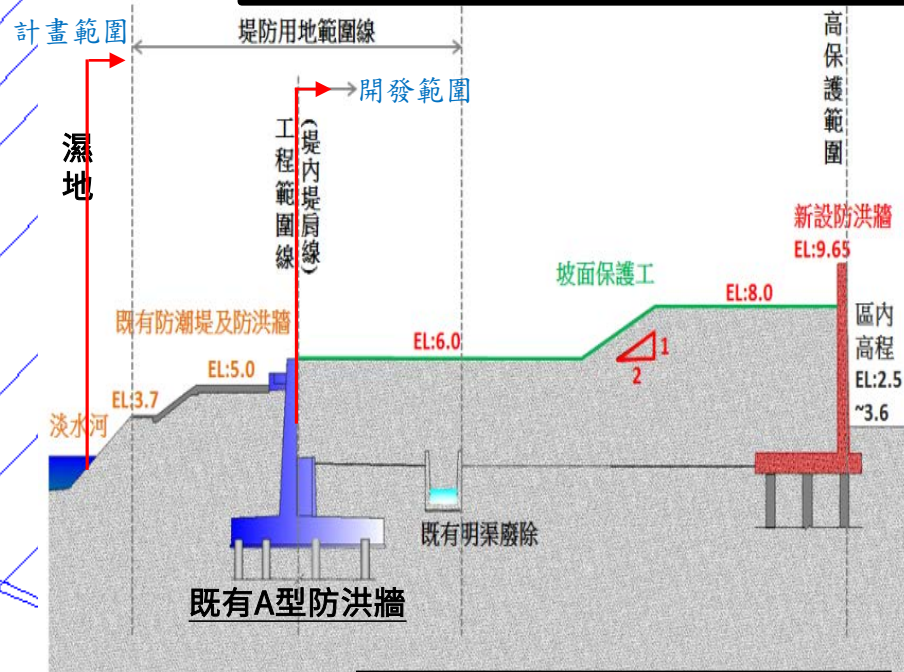 計畫範圍
堤防用地範圍線
高保護範圍
開發範圍
濕地
工程範圍線
(堤內堤肩線)
新設防洪牆
EL:9.65
坡面保護工
EL:8.0
既有防潮堤及防洪牆
EL:6.0
1
2
區內
高程
EL:2.5
~3.6
EL:5.0
EL:3.7
淡水河
既有明渠廢除
既有A型防洪牆